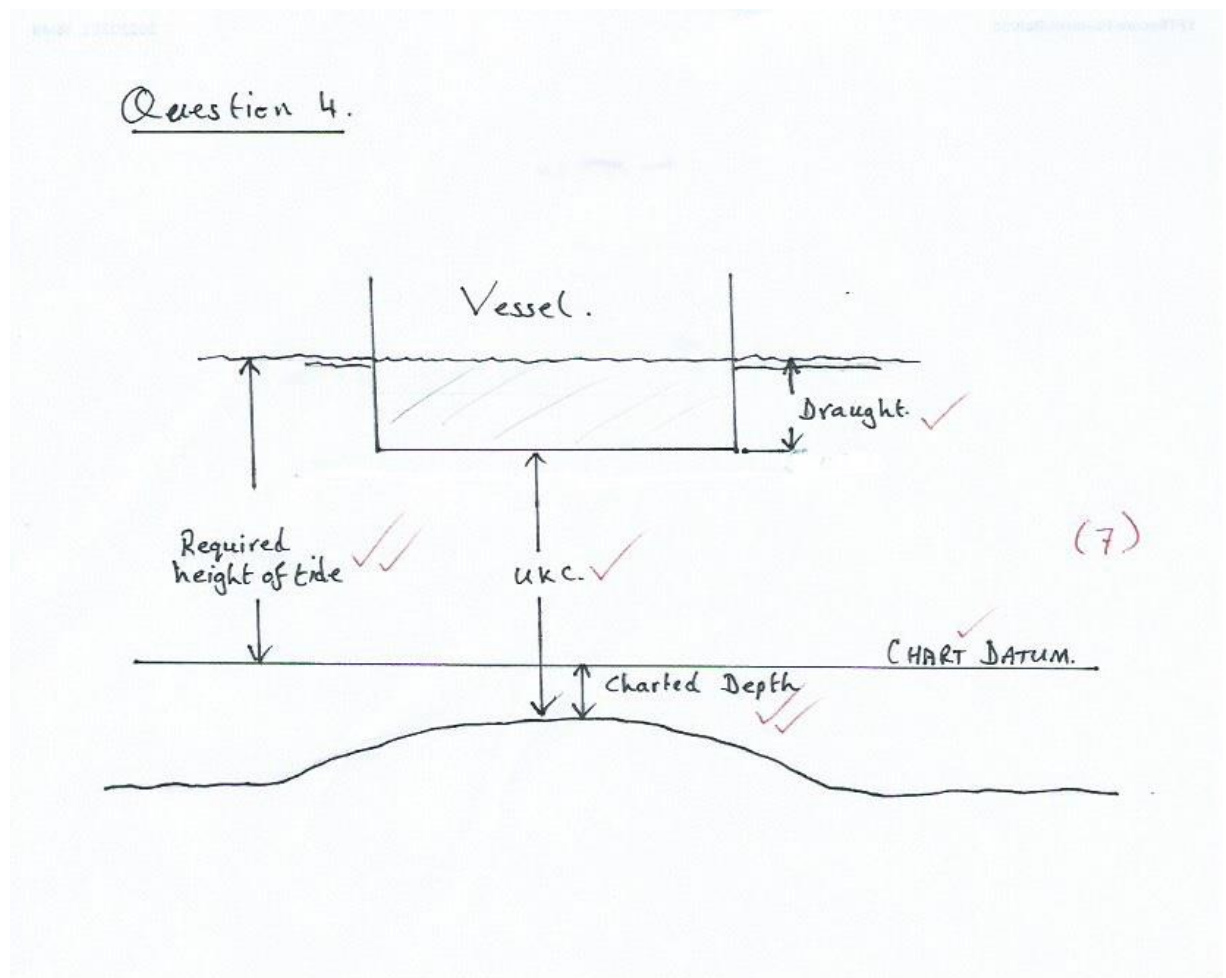 Question 4.
Vessel.
Draught.
Required
height of tide
UKC.
(7)
CHART DATUM.
Charted Depth